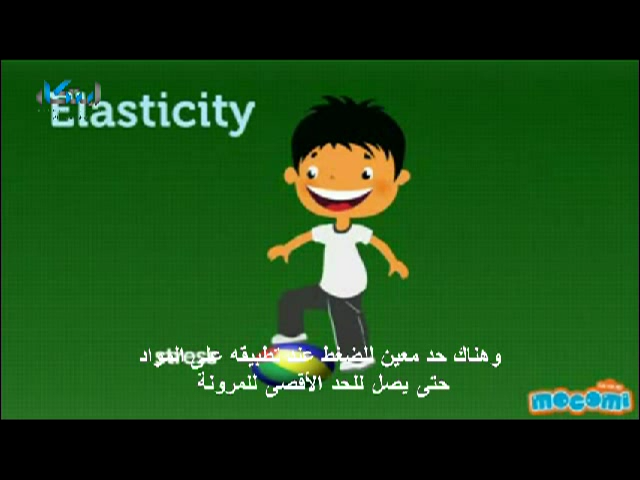 Elasticity
وهناك حد معين للضغط عند تطبيقه على المواد
حتى يصل للحد الأقصى للمرونة
mocomi